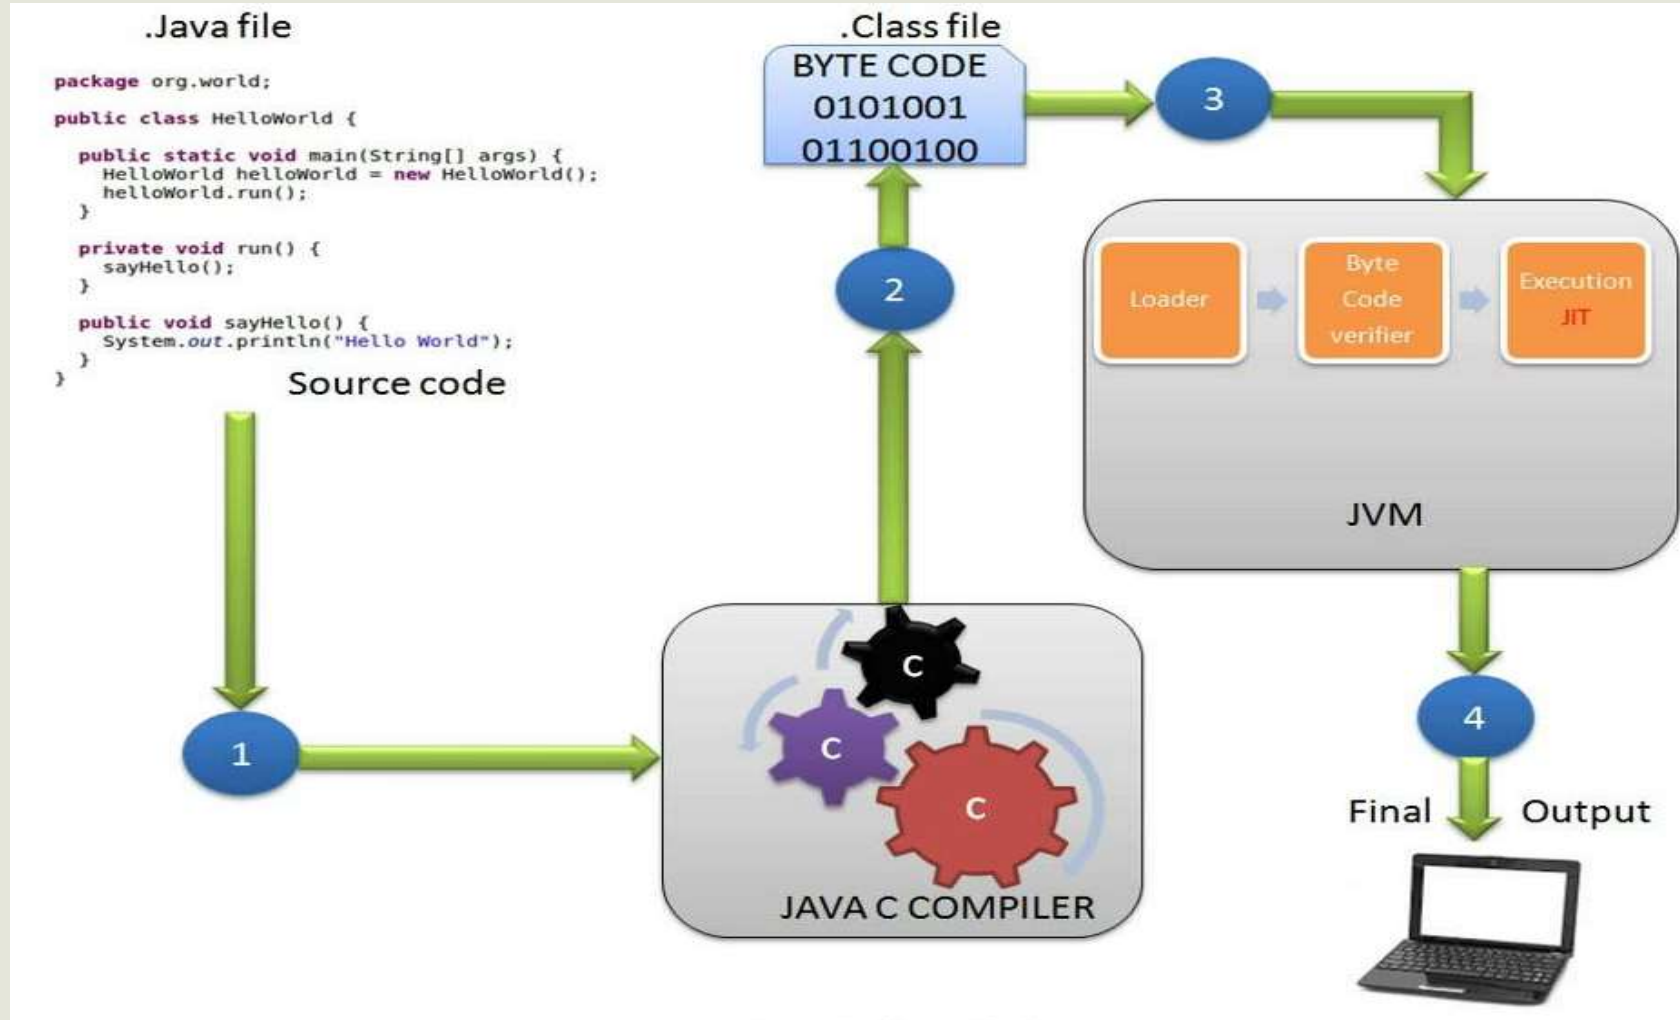 .Java file
package org.world;
public class HelloWorld {
public static void main(String[] args) {
HelloWorld helloWorld = new HelloWorld();
helloWorld.run();
}
private void run() {
sayHello();
}
public void sayHello() {
System.out.println("Hello World");
}
}
Source code
1
JAVA C COMPILER
C
C
C
2
.Class file
BYTE CODE
0101001
01100100
3
Loader
Byte
Code
verifier
Execution
JIT
JVM
4
Final Output